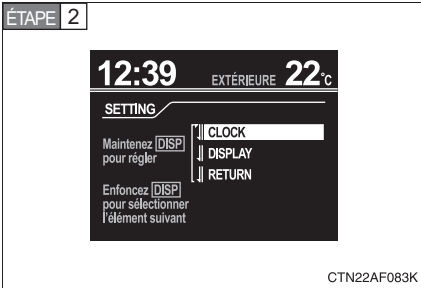 ÉTAPE 2
12:39 EXTÉRIEURE 22°C
SETTING
Maintenez DISP
pour régler
Enfoncez DISP
pour sélectionner
l'élément suivant
CLOCK
DISPLAY
RETURN
CTN22AF083K